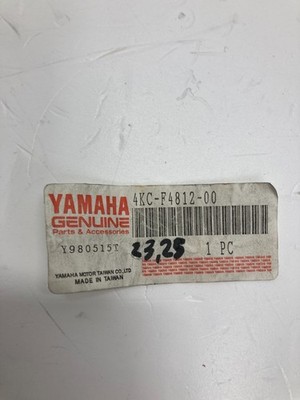 YAMAHA
GENUINE
Parts & Accessories
4KC-F4812-00
Y980515T
23,25
1 PC
YAMAHA MOTOR TAIWAN CO.,LTD
MADE IN TAIWAN